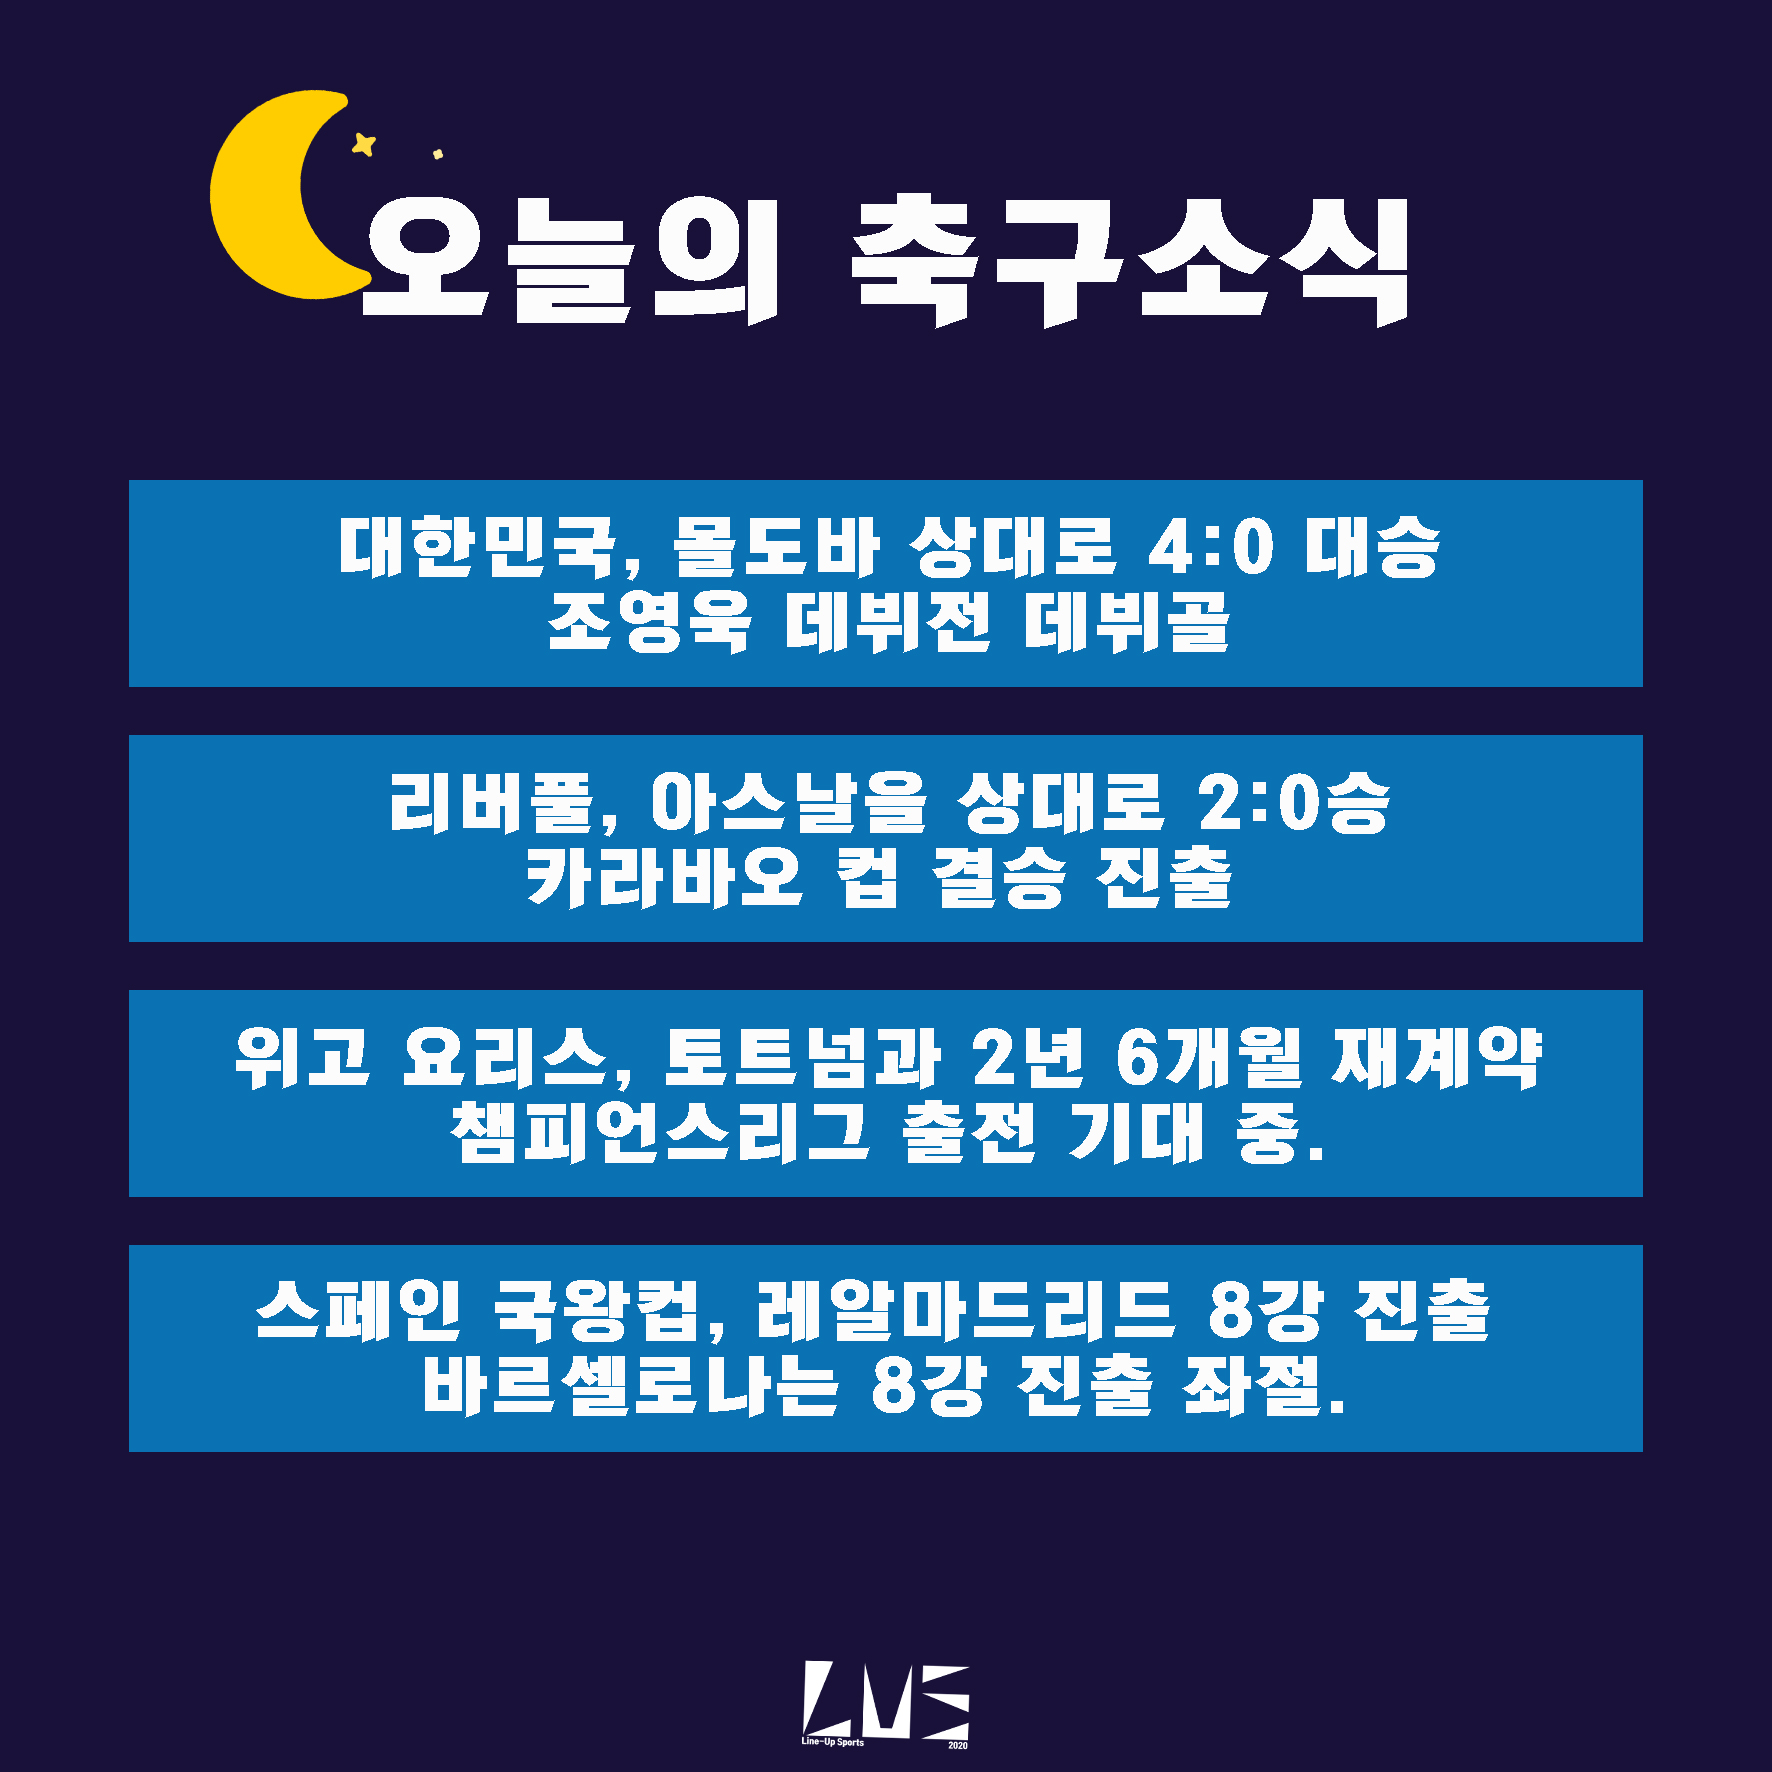 오늘의 축구소식
대한민국, 몰도바 상대로 4:0 대승
조영욱 데뷔전 데뷔골
리버풀, 아스날을 상대로 2:0승
카라바오 컵 결승 진출
위고 요리스, 토트넘과 2년 6개월 재계약
챔피언스리그 출전 기대 중.
스페인 국왕컵, 레알마드리드 8강 진출
바르셀로나는 8강 진출 좌절.
LUE
Line-Up Sports 2020